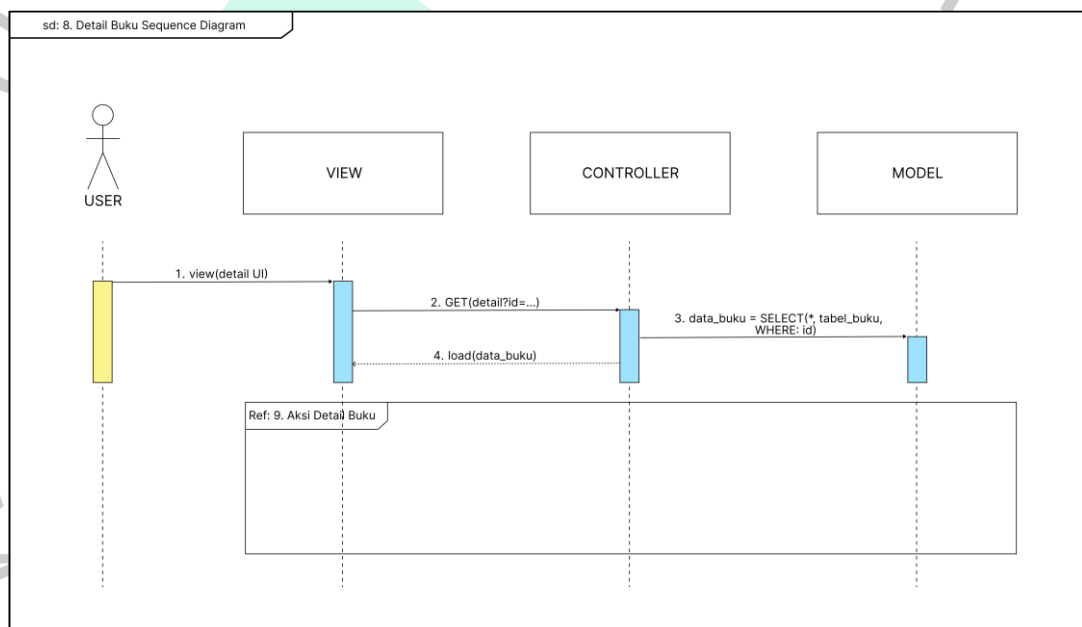 sd: 8. Detail Buku Sequence Diagram
USER
VIEW
CONTROLLER
MODEL
1. view(detail UI)
2. GET(detail?id=...)
3. data_buku = SELECT(*, tabel_buku,
WHERE: id)
4. load(data_buku)
Ref: 9. Aksi Detail Buku